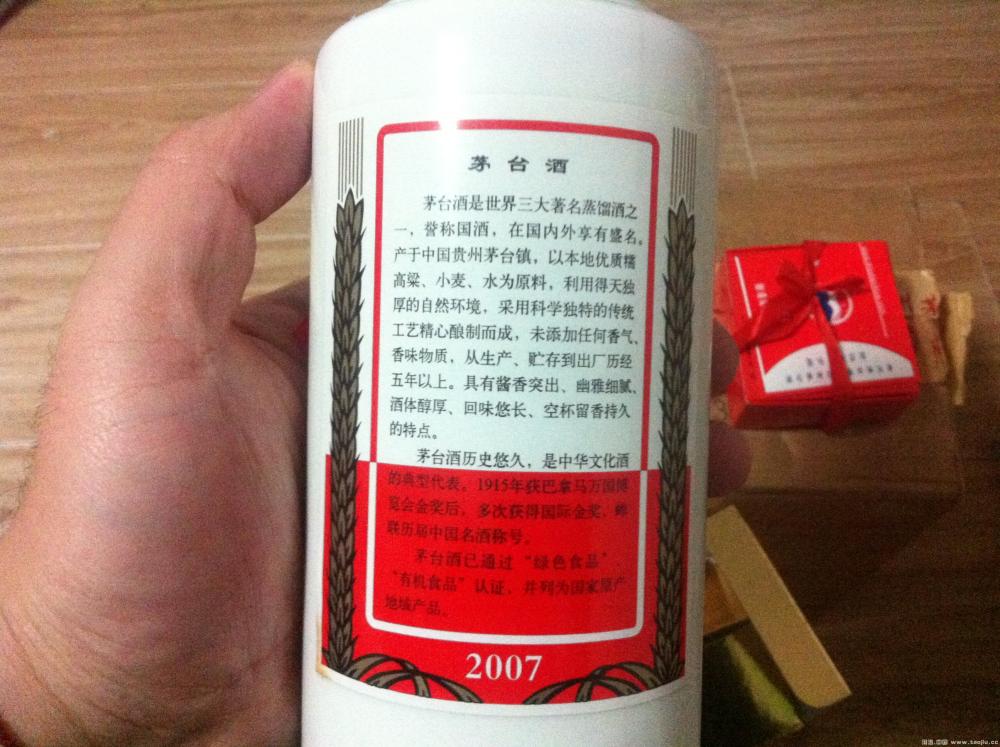 茅台酒
茅台酒是世界三大著名蒸馏酒之
一，誉称国酒，在国内外享有盛名。
产于中国贵州茅台镇，以本地优质糯
高粱、小麦、水为原料，利用得天独
厚的自然环境，采用科学独特的传统
工艺精心酿制而成，未添加任何香气、
香味物质，从生产、贮存到出厂历经
五年以上。具有酱香突出、幽雅细腻、
酒体醇厚、回味悠长、空杯留香持久
的特点。
茅台酒历史悠久，是中华文化酒
的典型代表。1915年获巴拿马万国博
览会金奖后，多次获得国际金奖，蝉
联历届中国名酒称号。
茅台酒已通过“绿色食品”、
“有机食品”认证，并列为国家原产
地域产品。
2007
www.taojiu.cc